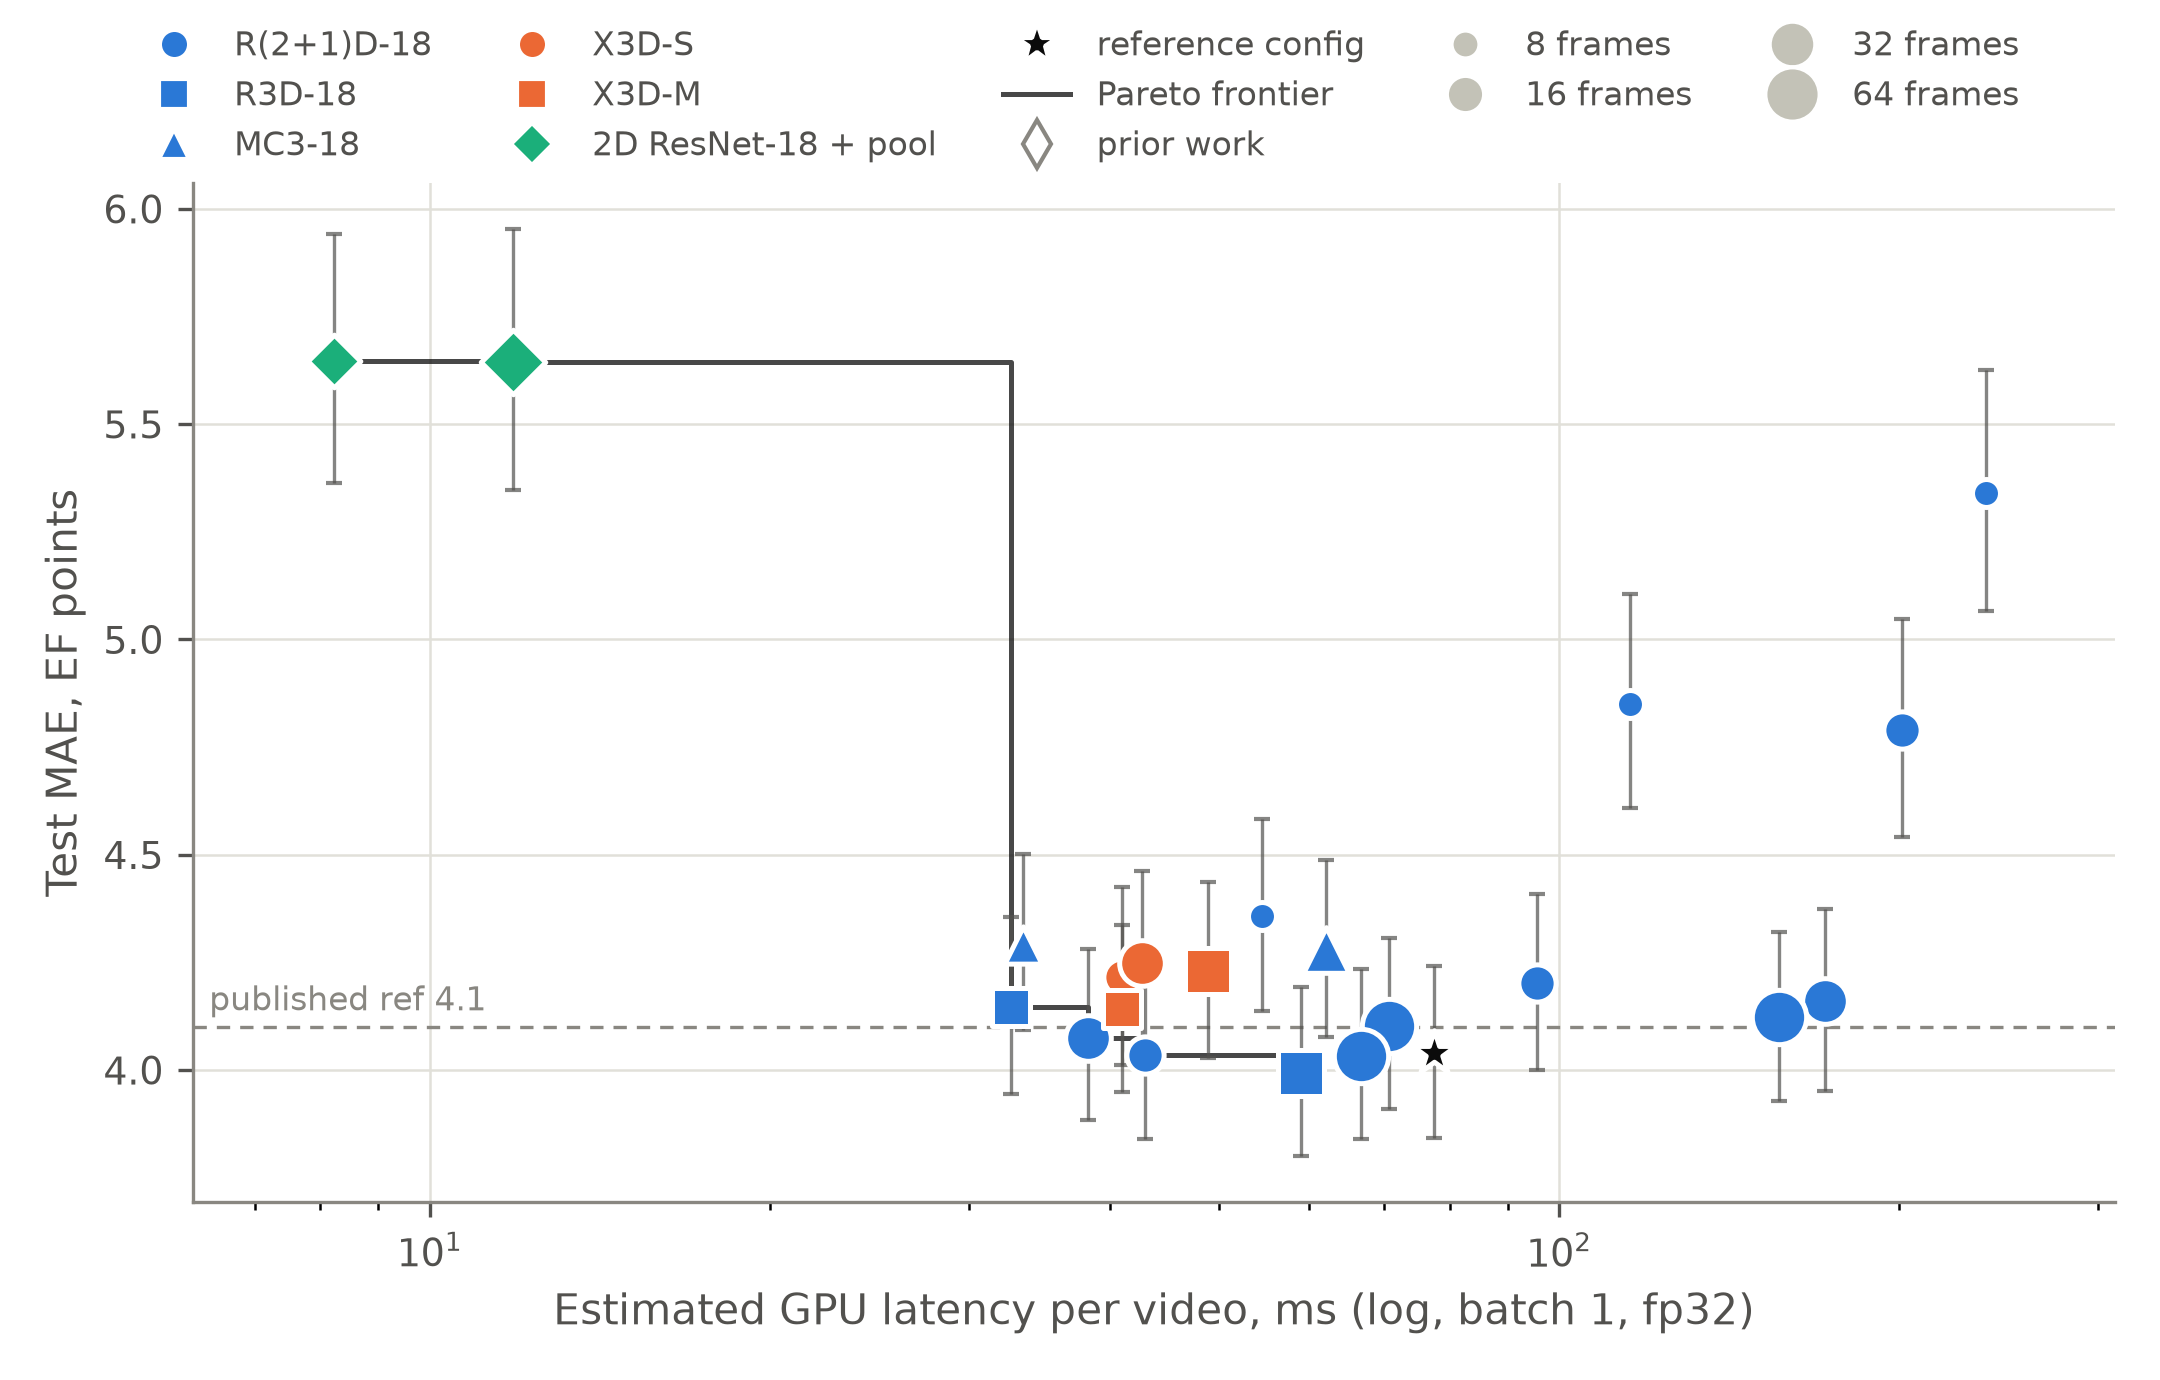 R(2+1)D-18
R3D-18
MC3-18
X3D-S
X3D-M
2D ResNet-18 + pool
reference config
Pareto frontier
prior work
8 frames
16 frames
32 frames
64 frames
6.0
5.5
5.0
4.5
4.0
Test MAE, EF points
published ref 4.1
10¹
10²
Estimated GPU latency per video, ms (log, batch 1, fp32)